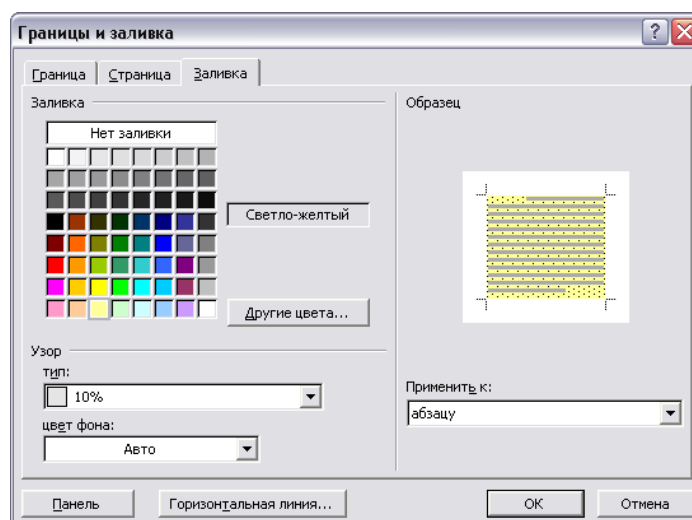 Границы и заливка
Граница Страница Заливка
Заливка
Нет заливки
Светло-желтый
Другие цвета...
Узор
тип:
10%
цвет фона:
Авто
Образец
Применить к:
абзацу
Панель Горизонтальная линия... ОК Отмена